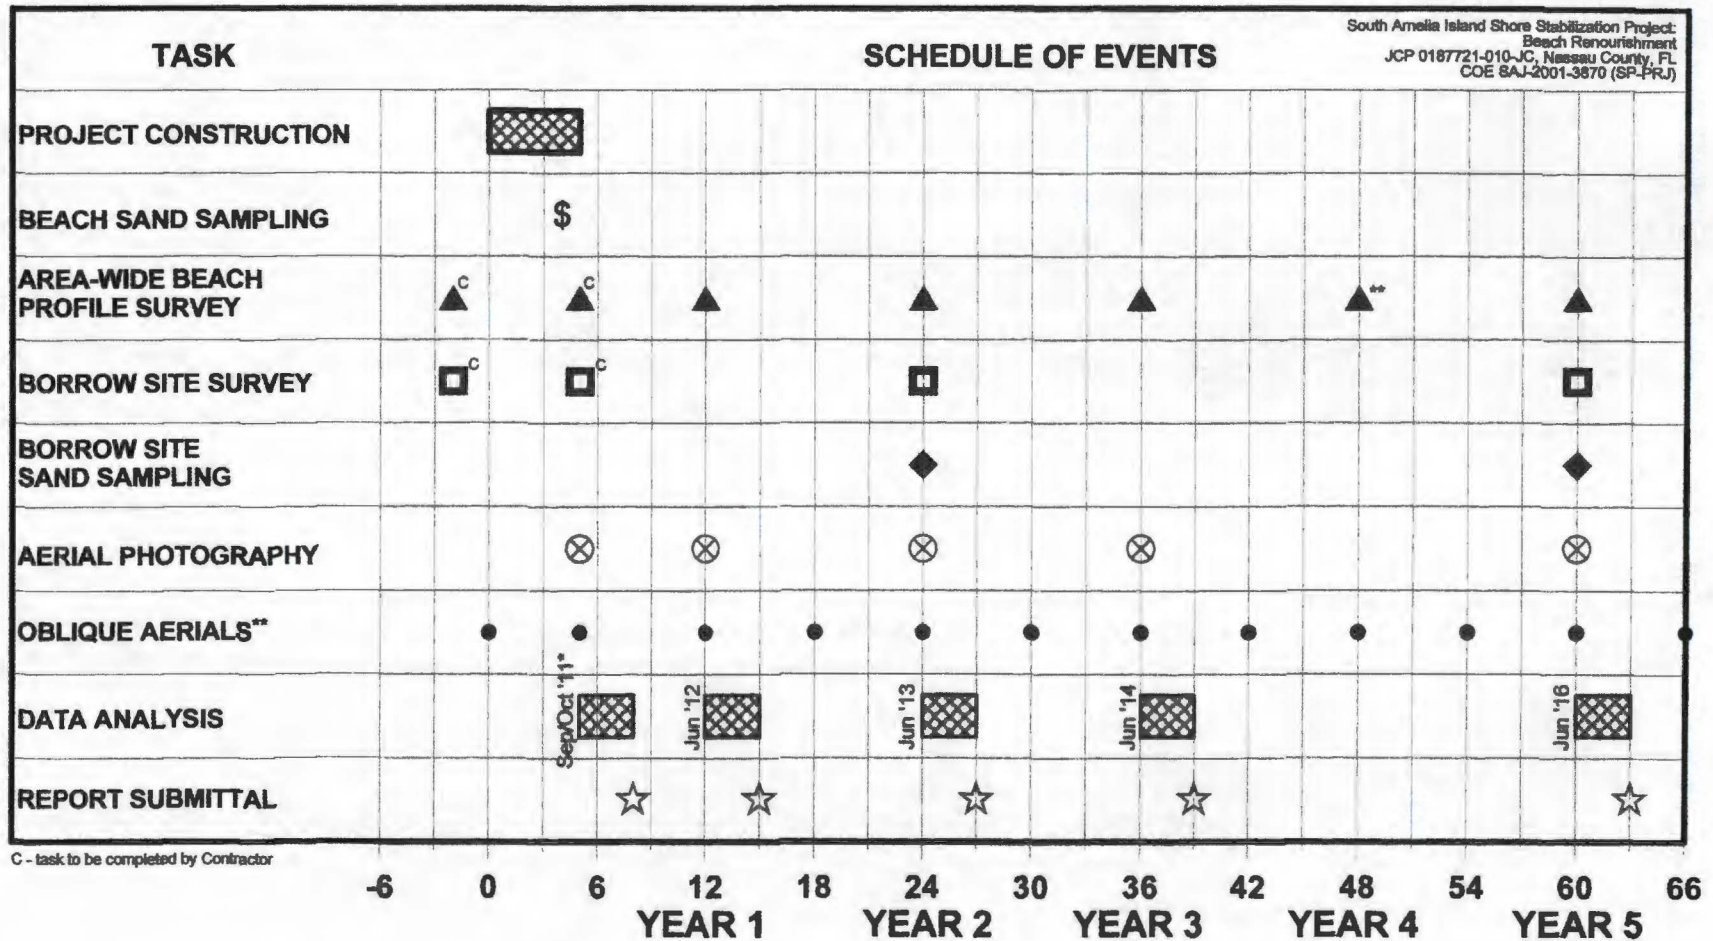 TASK
SCHEDULE OF EVENTS
South Amelia Island Shore Stabilization Project:
Beach Renourishment
JCP 0187721-010-JC, Nassau County, FL
COE SAJ-2001-3870 (SP-PRJ)
PROJECT CONSTRUCTION
BEACH SAND SAMPLING
$
AREA-WIDE BEACH
PROFILE SURVEY
C
C
**
BORROW SITE SURVEY
C
C
BORROW SITE
SAND SAMPLING
AERIAL PHOTOGRAPHY
OBLIQUE AERIALS**
DATA ANALYSIS
Sep/Oct '11*
Jun '12
Jun '13
Jun '14
Jun '16
REPORT SUBMITTAL
C - task to be completed by Contractor
-6 0 6 12 18 24 30 36 42 48 54 60 66
YEAR 1 YEAR 2 YEAR 3 YEAR 4 YEAR 5